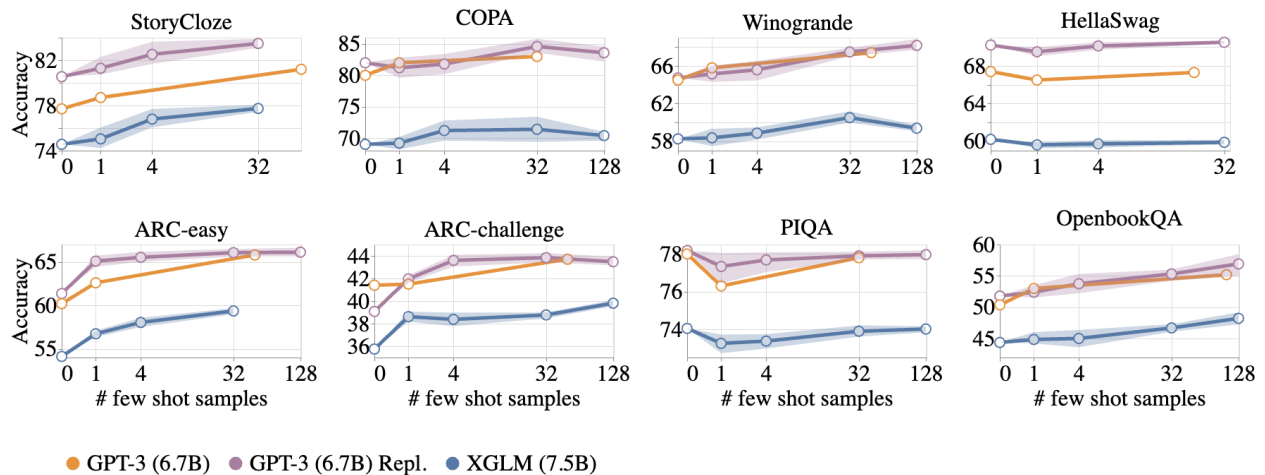 StoryCloze
COPA
Winogrande
HellaSwag
Accuracy
82
78
74
0 1 4 32
85
80
75
70
0 1 4 32 128
66
62
58
0 1 4 32 128
68
64
60
0 1 4 32
ARC-easy
ARC-challenge
PIQA
OpenbookQA
Accuracy
65
60
55
0 1 4 32 128
# few shot samples
44
42
40
38
36
0 1 4 32 128
# few shot samples
78
76
74
0 1 4 32 128
# few shot samples
60
55
50
45
0 1 4 32 128
# few shot samples
GPT-3 (6.7B) GPT-3 (6.7B) Repl. XGLM (7.5B)